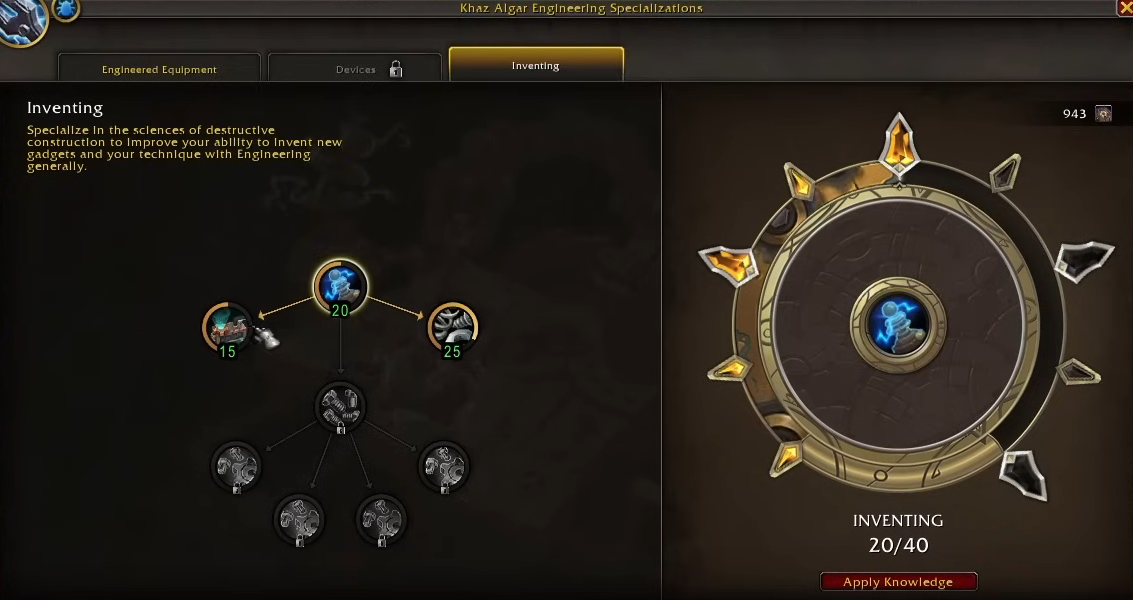 Khaz Algar Engineering Specializations
Engineered Equipment
Devices
Inventing
Inventing
Specialize in the sciences of destructive
construction to improve your ability to invent new
gadgets and your technique with Engineering
generally.
943
20
15
25
INVENTING
20/40
Apply Knowledge